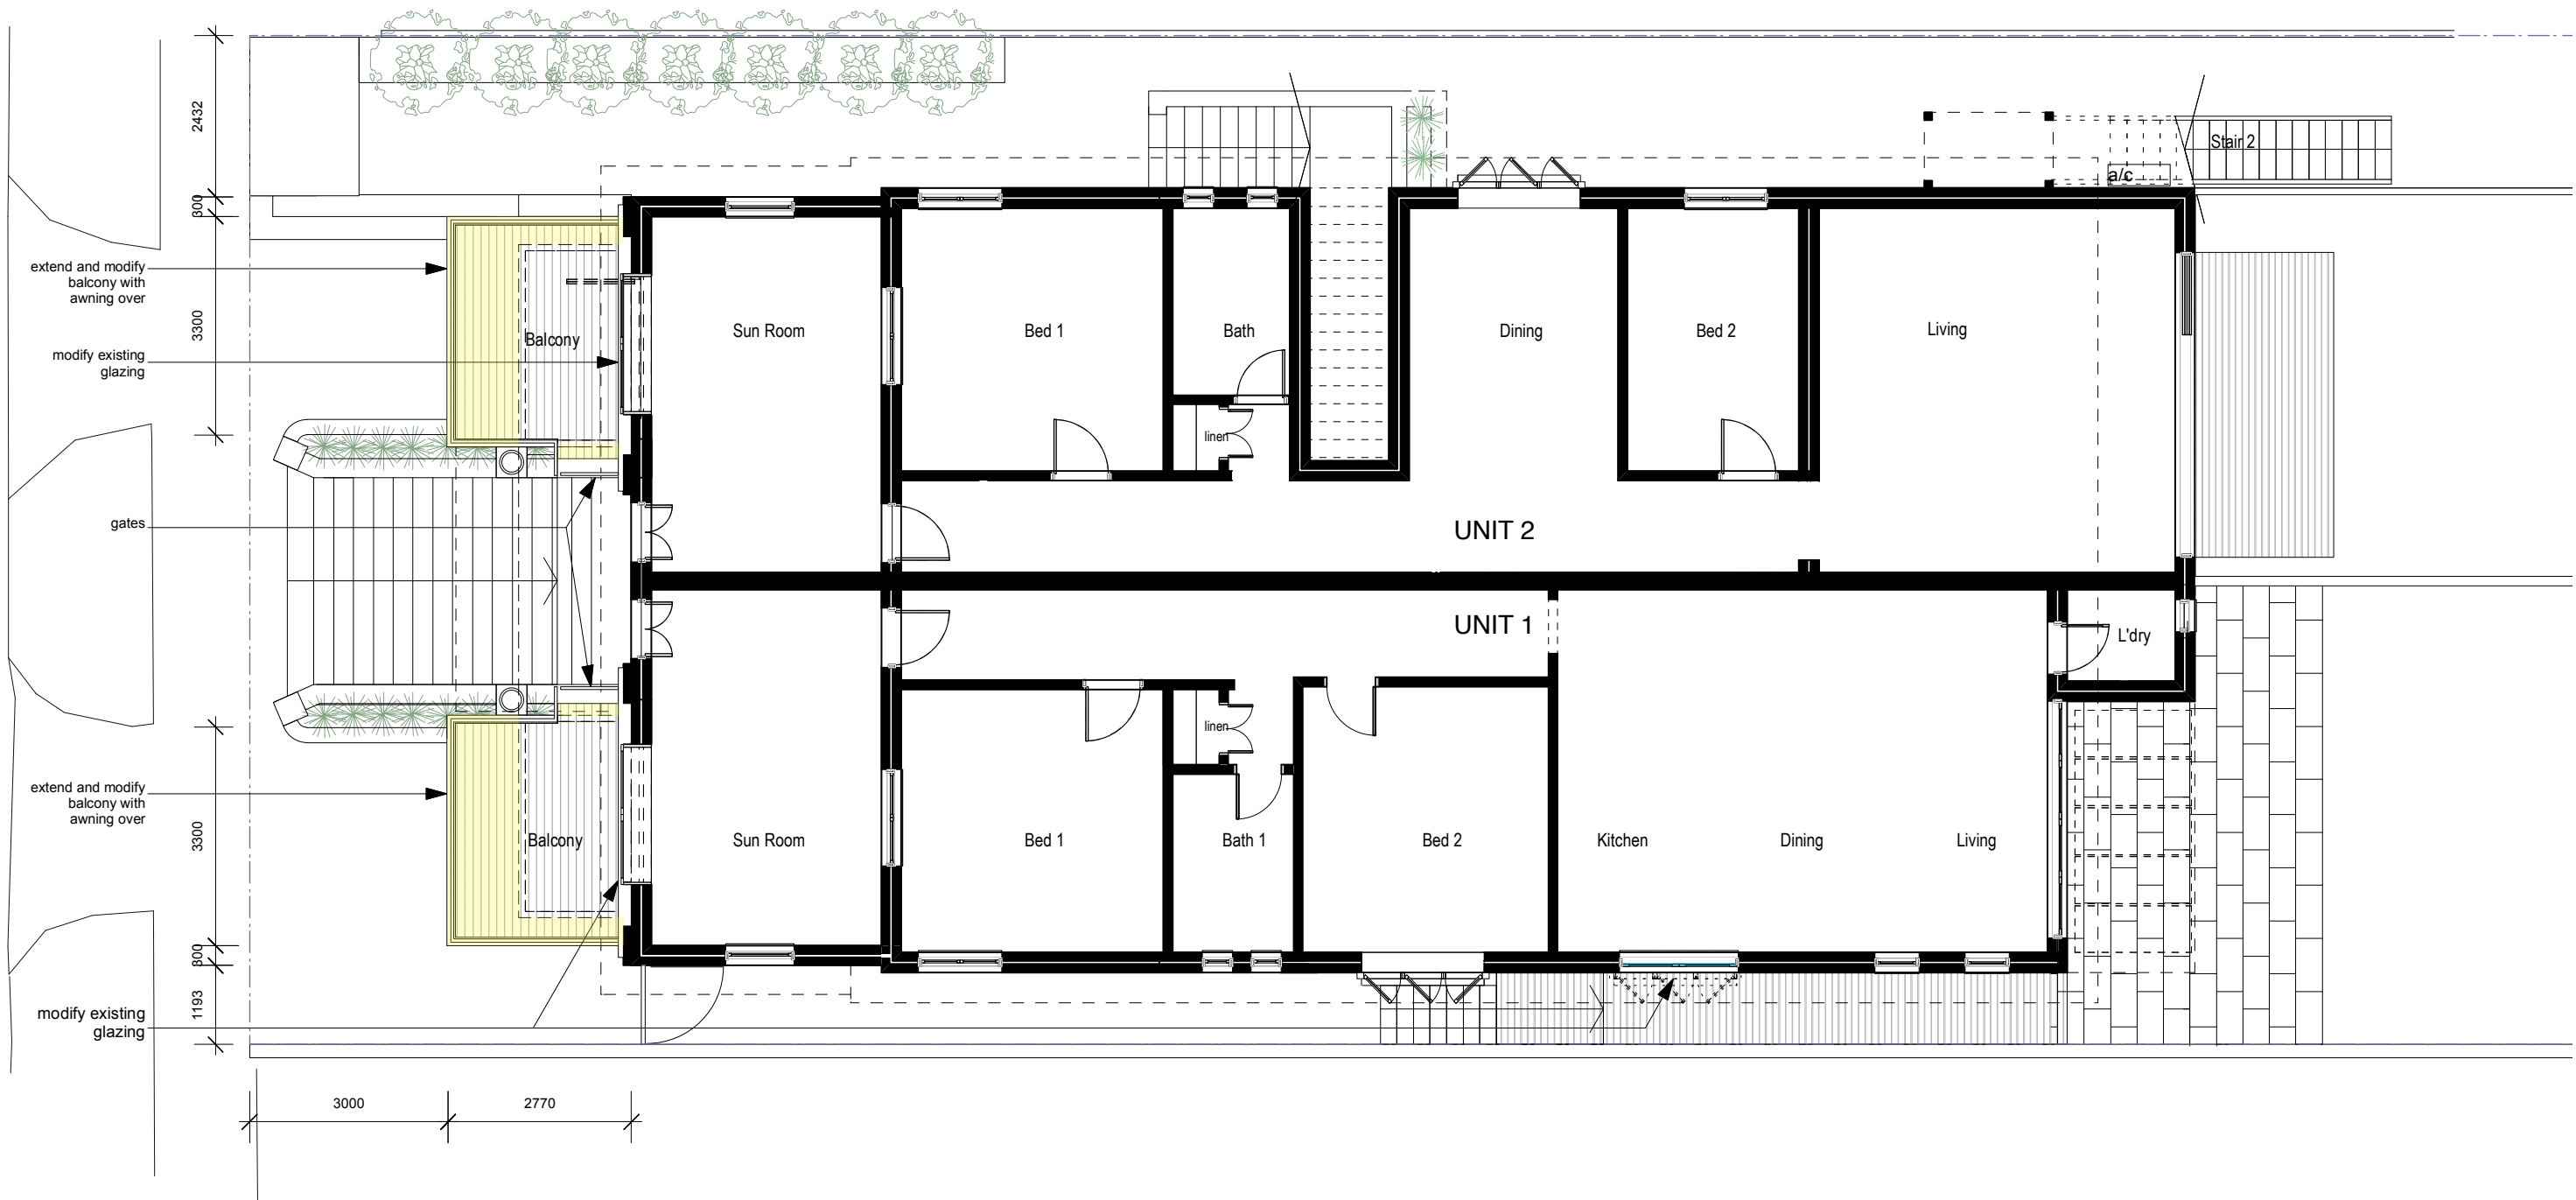 2432
300
3300
3300
300
1193
3000
2770
extend and modify
balcony with
awning over
modify existing
glazing
gates
extend and modify
balcony with
awning over
modify existing
glazing
Balcony
Sun Room
Bed 1
Bath
linen
Dining
Bed 2
Living
a/c
Stair 2
UNIT 2
UNIT 1
L'dry
linen
Balcony
Sun Room
Bed 1
Bath 1
Bed 2
Kitchen
Dining
Living